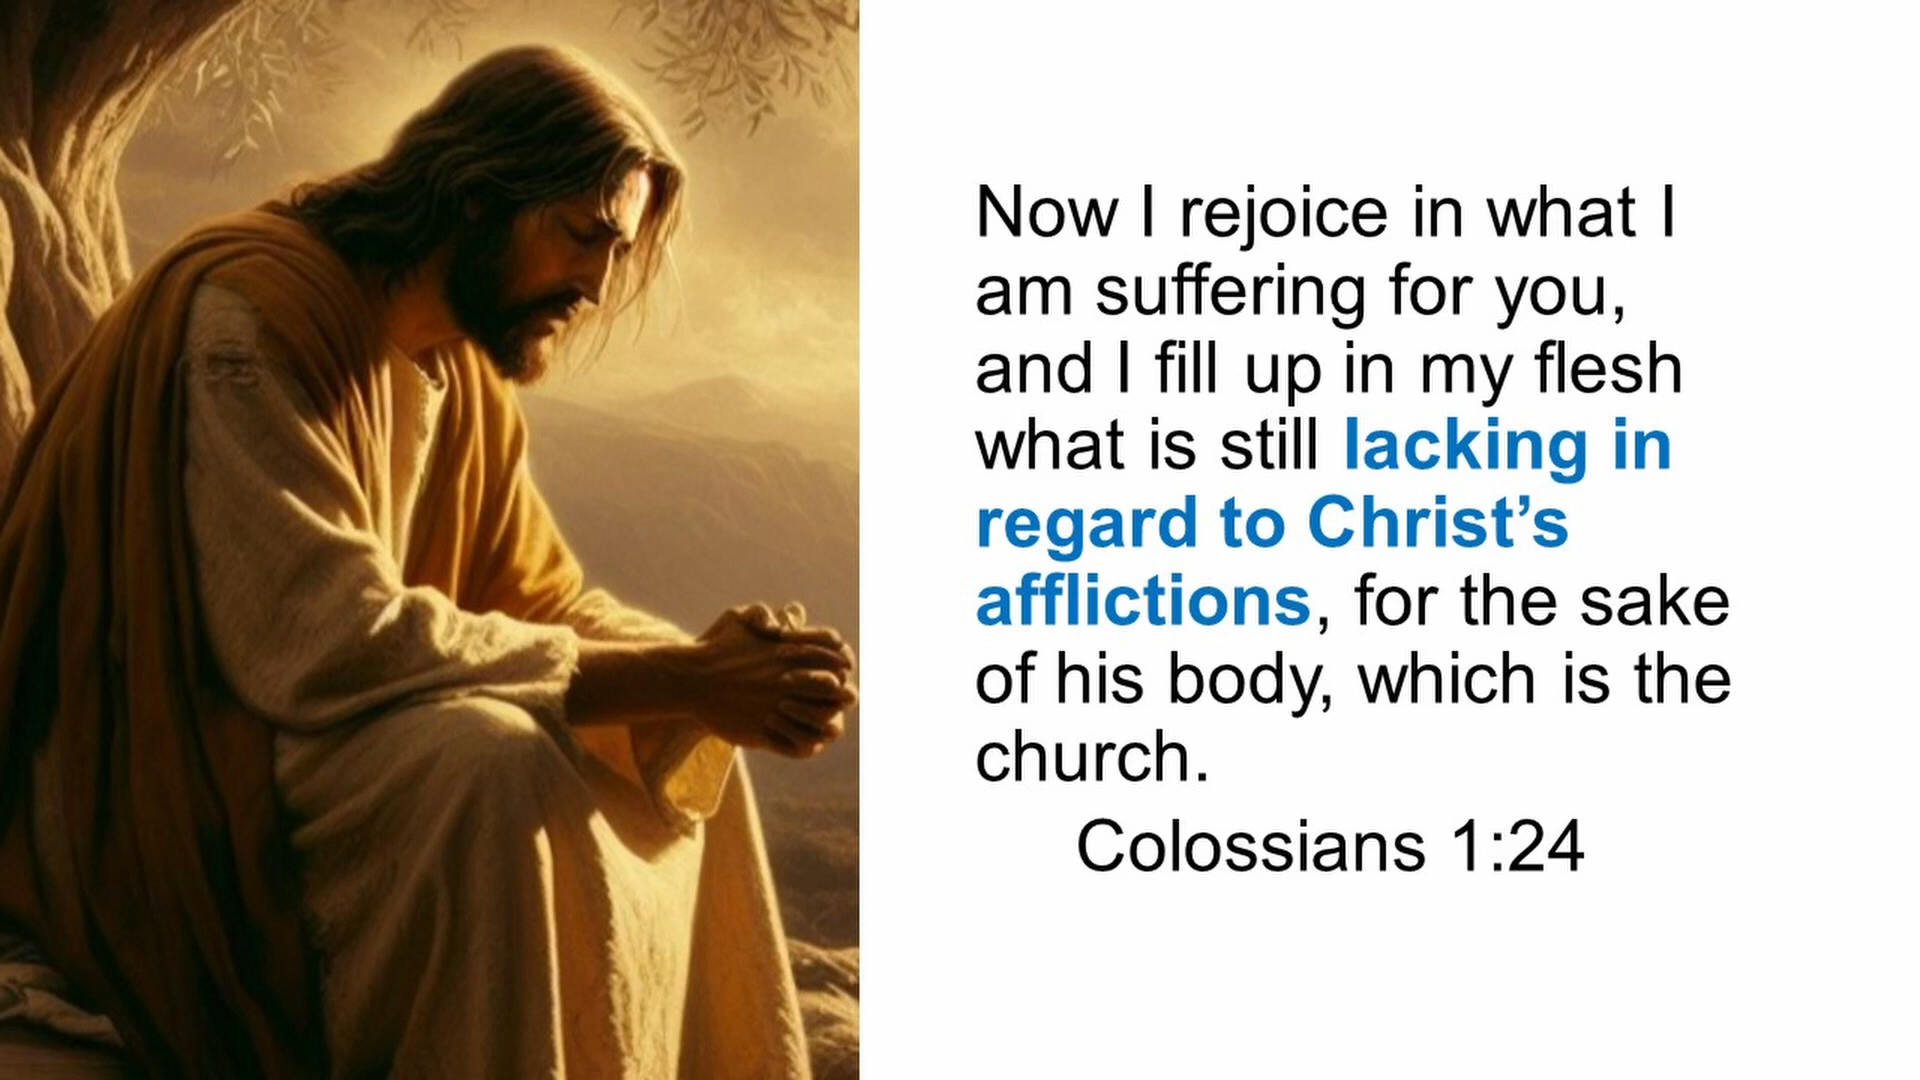 Now I rejoice in what I
am suffering for you,
and I fill up in my flesh
what is still lacking in
regard to Christ’s
afflictions, for the sake
of his body, which is the
church.
Colossians 1:24